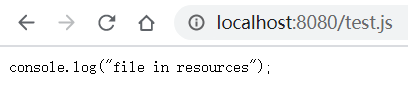 localhost:8080/test.js
console.log("file in resources");